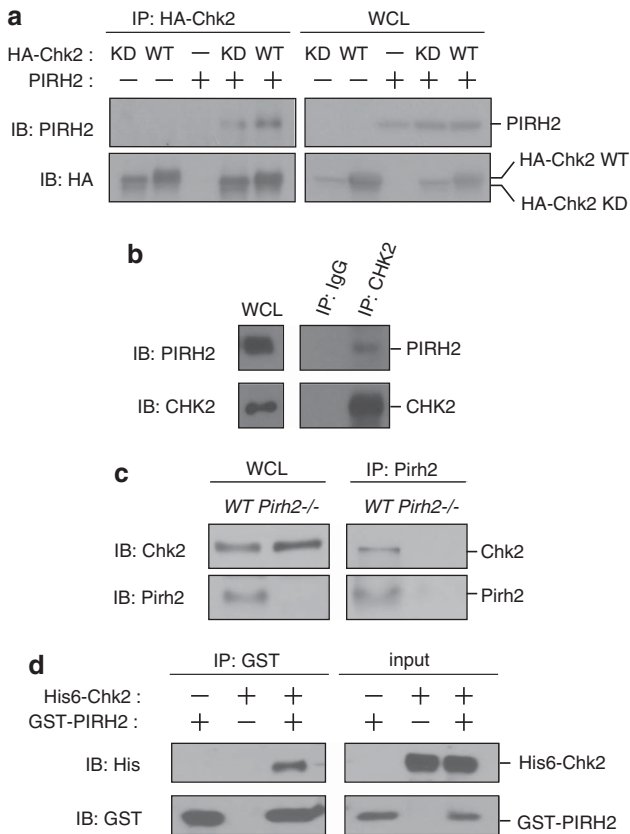 a
IP: HA-Chk2 WCL
HA-Chk2 : KD WT – KD WT KD WT – KD WT
PIRH2 : – – + + + – – + + +
IB: PIRH2 PIRH2
IB: HA HA-Chk2 WT
HA-Chk2 KD
b
WCL IP: IgG IP: CHK2
IB: PIRH2 PIRH2
IB: CHK2 CHK2
c
WCL IP: Pirh2
WT Pirh2-/- WT Pirh2-/-
IB: Chk2 Chk2
IB: Pirh2 Pirh2
d
IP: GST input
His6-Chk2 : – + + – + +
GST-PIRH2 : + – + + – +
IB: His His6-Chk2
IB: GST GST-PIRH2